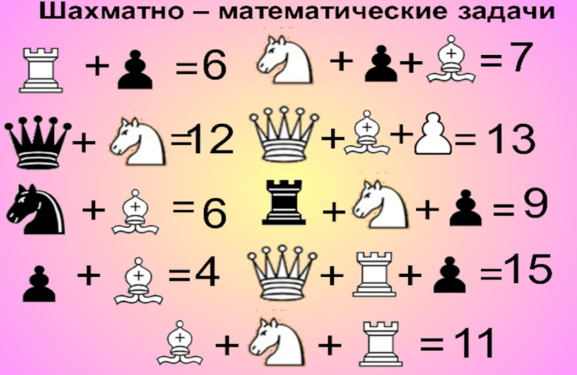 Шахматно – математические задачи
+ =6 + + =7
+ =12 + + = 13
+ = 6 + + = 9
+ =4 + + =15
+ + = 11